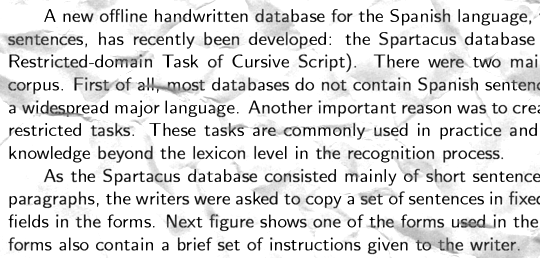 A new offline handwritten database for the Spanish language,
sentences, has recently been developed: the Spartacus database
Restricted-domain Task of Cursive Script). There were two mai
corpus. First of all, most databases do not contain Spanish sentenc
a widespread major language. Another important reason was to crea
restricted tasks. These tasks are commonly used in practice and
knowledge beyond the lexicon level in the recognition process.
As the Spartacus database consisted mainly of short sentence
paragraphs, the writers were asked to copy a set of sentences in fixed
fields in the forms. Next figure shows one of the forms used in the
forms also contain a brief set of instructions given to the writer.